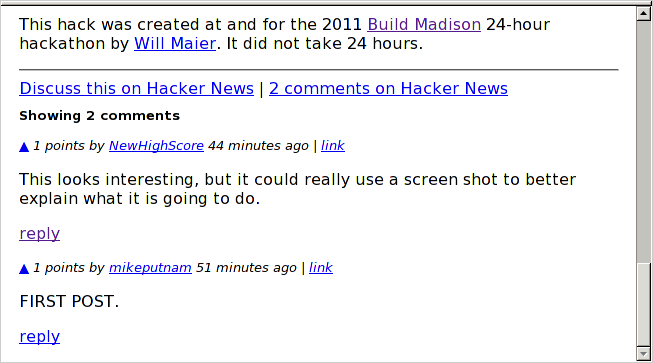 This hack was created at and for the 2011 Build Madison 24-hour
hackathon by Will Maier. It did not take 24 hours.
Discuss this on Hacker News | 2 comments on Hacker News
Showing 2 comments
▲ 1 points by NewHighScore 44 minutes ago | link
This looks interesting, but it could really use a screen shot to better
explain what it is going to do.
reply
▲ 1 points by mikeputnam 51 minutes ago | link
FIRST POST.
reply